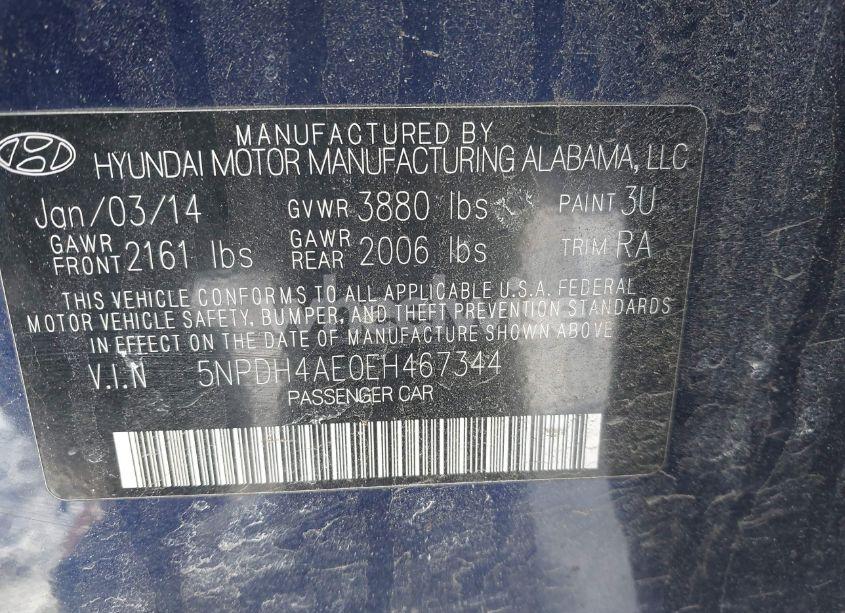 MANUFACTURED BY
HYUNDAI MOTOR MANUFACTURING ALABAMA, LLC
Jan/03/14 GVWR 3880 lbs PAINT 3U
GAWR FRONT 2161 lbs GAWR REAR 2006 lbs TRIM RA
THIS VEHICLE CONFORMS TO ALL APPLICABLE U.S.A. FEDERAL
MOTOR VEHICLE SAFETY, BUMPER, AND THEFT PREVENTION STANDARDS
IN EFFECT ON THE DATE OF MANUFACTURE SHOWN ABOVE
V.I.N 5NPDH4AE0EH467344
PASSENGER CAR